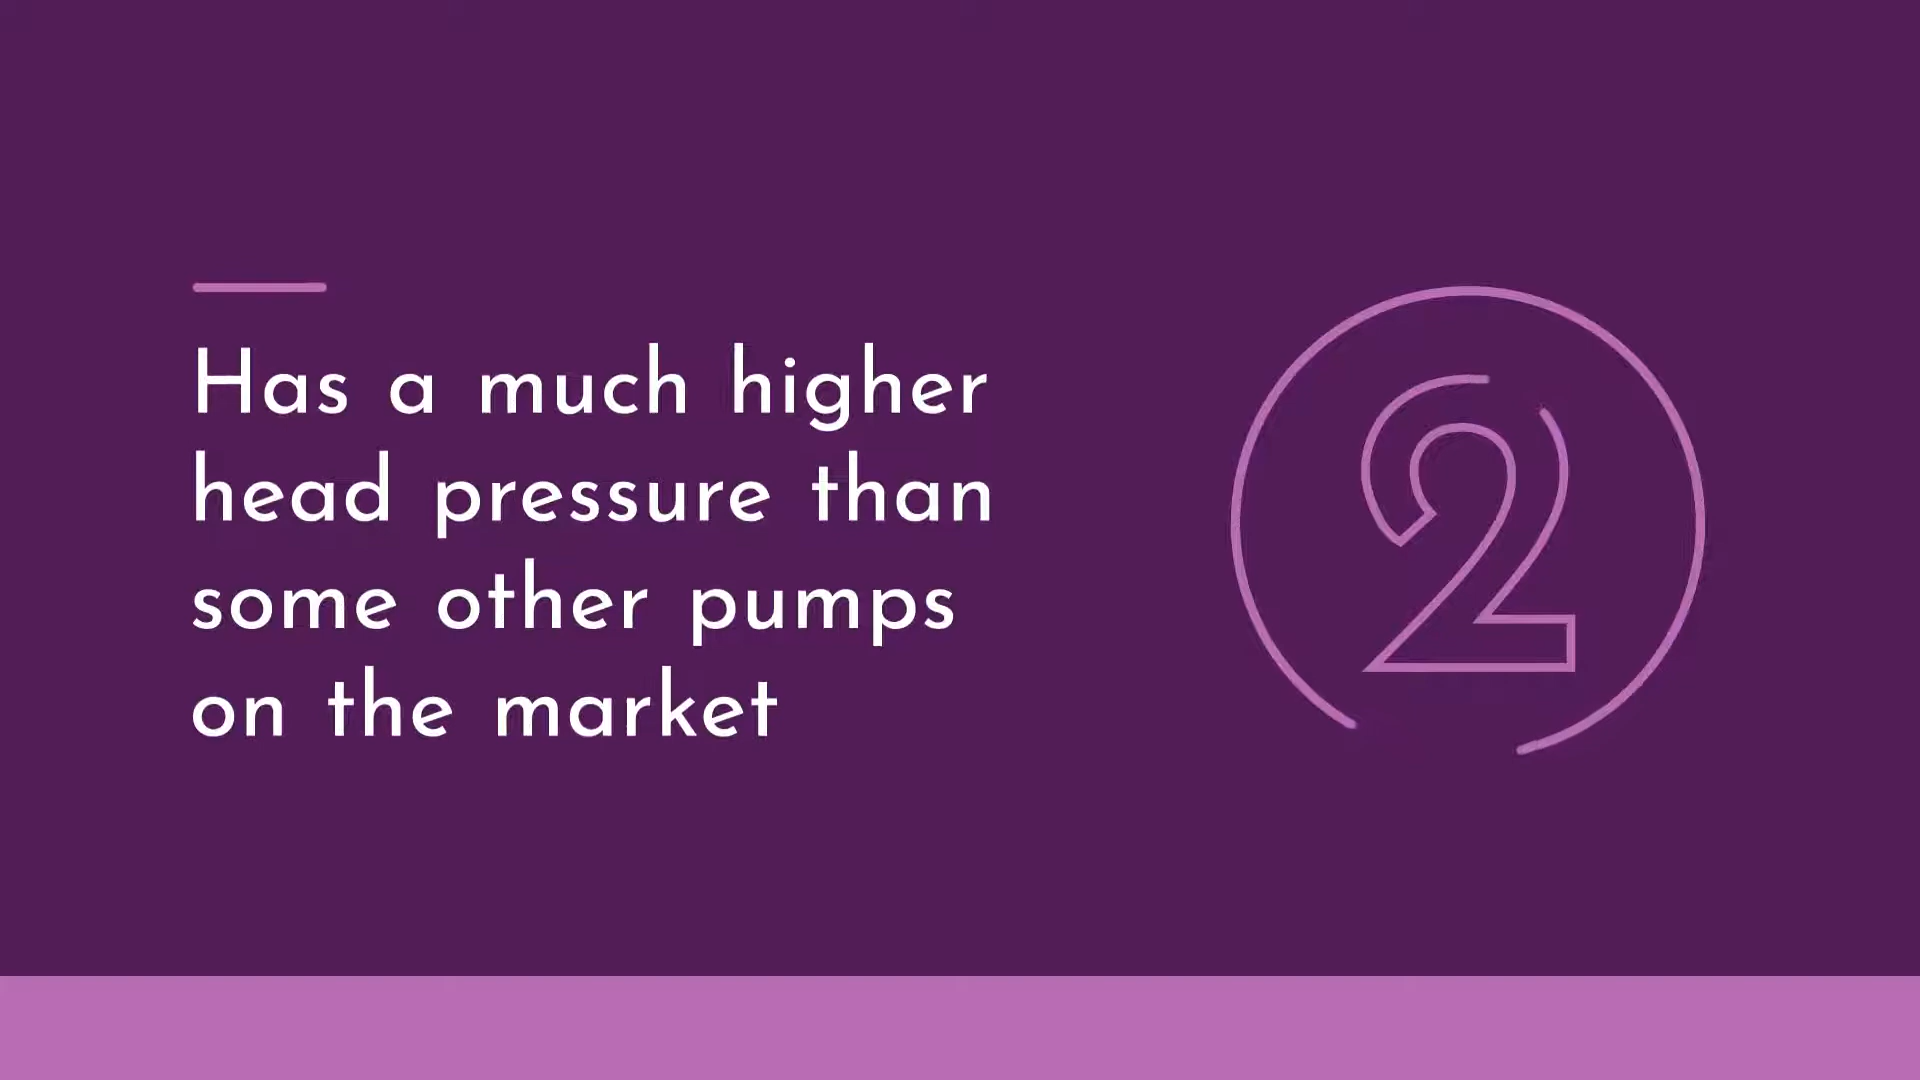 Has a much higher
head pressure than
some other pumps
on the market
2